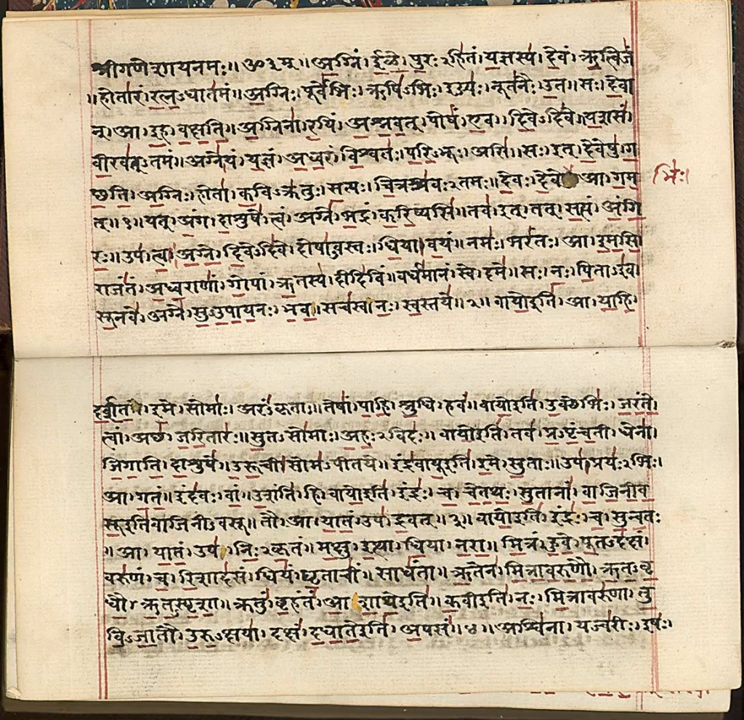 श्रीगणेशायनमः॥ॐ३म्॥अग्निं।ईळे।पुरःऽहितं।यज्ञस्य।देवं।ऋत्विजं
॥होतारं।रत्नऽधातमं॥अग्निः।पूर्वेभिः।ऋषिऽभिः।ईड्यः।नूतनैः।उत॥सः।देवा
न्।आ।इह।वक्षति॥अग्निना।रयिं।अश्नवत्।पोषं।एव।दिवेऽदिवे॥यशसं
वीरवत्ऽतमं॥अग्नेयं।यज्ञं।अध्वरं।विश्वतः।परिऽभूः।असि॥सः।इत्।देवेषु।ग
छति।अग्निः।होता।कविऽक्रतुः।सत्यः।चित्रश्रवःऽतमः॥देवः।देवे।आ।गम
भिः।
त्॥१॥यत्।अंग।दाशुषे।त्वं।अग्ने।भद्रं।करिष्यसि॥तव।इत्।तत्।सत्यं।अंगि
रः॥उप।त्वा।अग्ने।दिवेऽदिवे।दोषाऽवस्तः।धिया।वयं॥नमः।भरंतः।आ।इमसि
राजंतं।अध्वराणां।गोपां।ऋतस्य।दीदिविं॥वर्धमानं।स्वे।दमे॥सः।नः।पिताऽइव
सूनवे।अग्ने।सुऽउपायनः।भव॥सचस्व।नः।स्वस्तये॥२॥वायोइति।आ।याहि।
दर्शत।इमे।सोमाः।अरंऽकृताः॥तेषां।पाहि।श्रुधि।हवं॥वायोइति।उक्थेभिः।जरंते
त्वां।अछ।जरितारः॥सुतऽसोमाः।अहःऽविदः॥वायोइति।तव।प्रऽपृंचती।धेना
जिगाति।दाशुषे॥उरूची।सोमऽपीतये॥इंद्रवायूइति।इमे।सुताः॥उप।प्रयःऽभिः।
आ।गतं॥इंदवः।वां।उशंति।हि॥वायोइति।इंद्रः।च।चेतथः।सुतानां।वाजिनीव
सूइतिवाजिनीऽवसू॥तौ।आ।यातं।उप।द्रवत्॥३॥वायोइति।इंद्रः।च।सुन्वतः
॥आ।यातं।उप।निःऽकृतं॥मक्षु।इत्था।धिया।नरा॥मित्रं।हुवे।पूतऽदक्षं
वरुणं।च।रिशादसं॥धियं।घृताचीं।साधंता॥ऋतेन।मित्रावरुणौ।ऋतऽवृ
धौ।ऋतऽस्पृशा॥क्रतुं।बृहंतं।आशाथेइति॥कवीइति।नः।मित्रावरुणा।तु
विऽजातौ।उरुऽक्षया॥दक्षं।दधातेइति।अपसं॥४॥अश्विना।यज्वरीः।इषः।